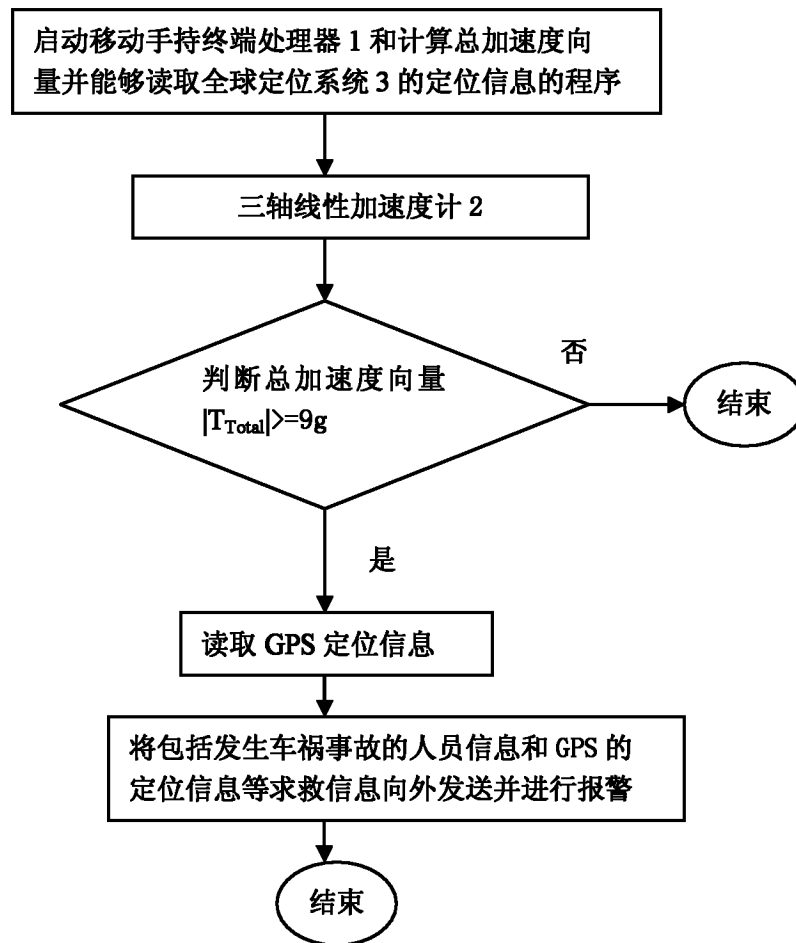 启动移动手持终端处理器 1 和计算总加速度向
量并能够读取全球定位系统 3 的定位信息的程序
三轴线性加速度计 2
判断总加速度向量
|T_Total|>=9g
否
结束
是
读取 GPS 定位信息
将包括发生车祸事故的人员信息和 GPS 的
定位信息等求救信息向外发送并进行报警
结束